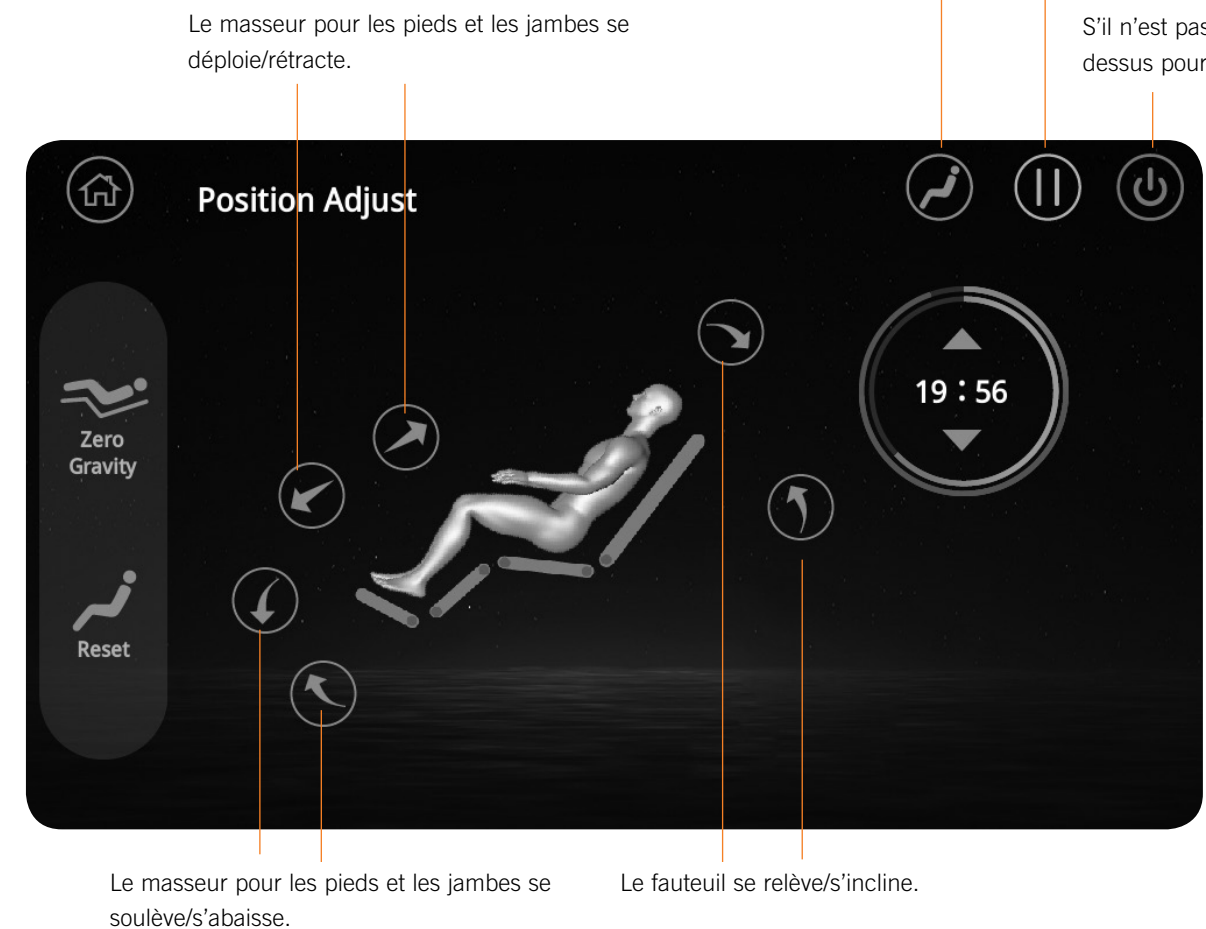 Le masseur pour les pieds et les jambes se
déploie/rétracte.
S’il n’est pas
dessus pour
Position Adjust
19 : 56
Zero
Gravity
Reset
Le masseur pour les pieds et les jambes se
soulève/s’abaisse.
Le fauteuil se relève/s’incline.